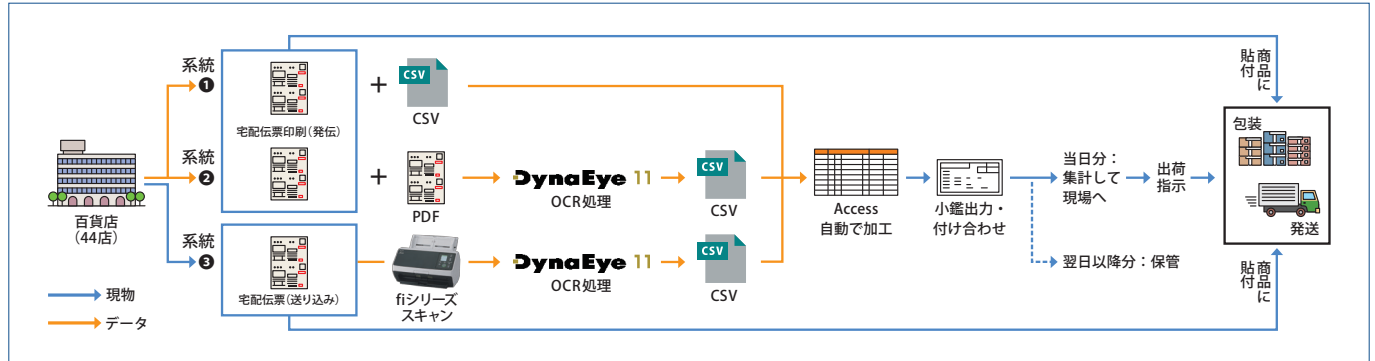 系統
❶
宅配伝票印刷（発伝）
+
CSV
CSV
系統
❷
+
PDF
DynaEye 11
OCR処理
CSV
CSV
百貨店
（44店）
系統
❸
宅配伝票（送り込み）
fiシリーズ
スキャン
DynaEye 11
OCR処理
CSV
CSV
現物
データ
Access
自動で加工
小鑑出力・
付け合わせ
当日分：
集計して
現場へ
出荷
指示
翌日以降分：保管
商品に
貼付
包装
発送
商品に
貼付